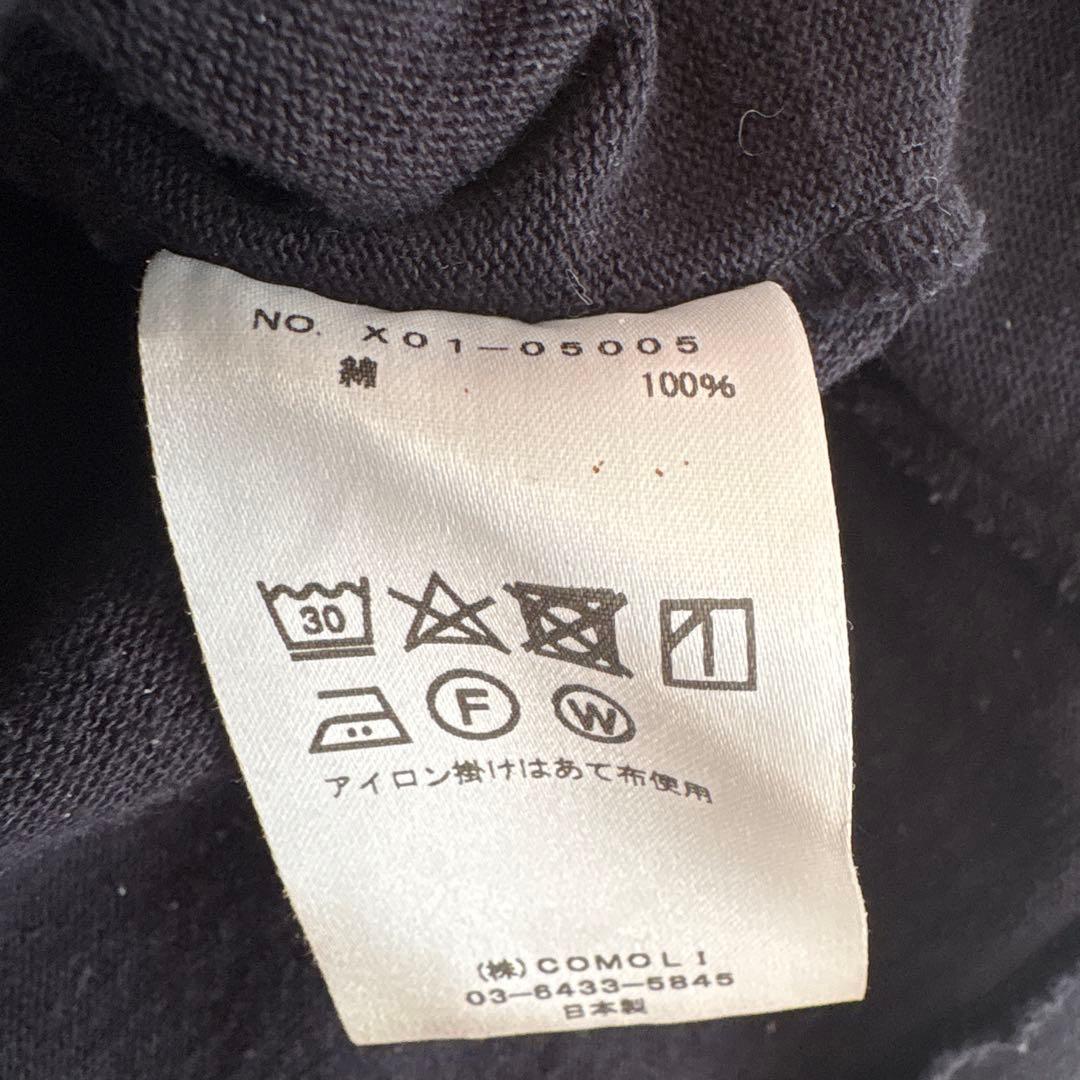 NO. X01-05005
綿 100%
30
F W
アイロン掛けはあて布使用
(株)COMOLI
03-6433-5845
日本製